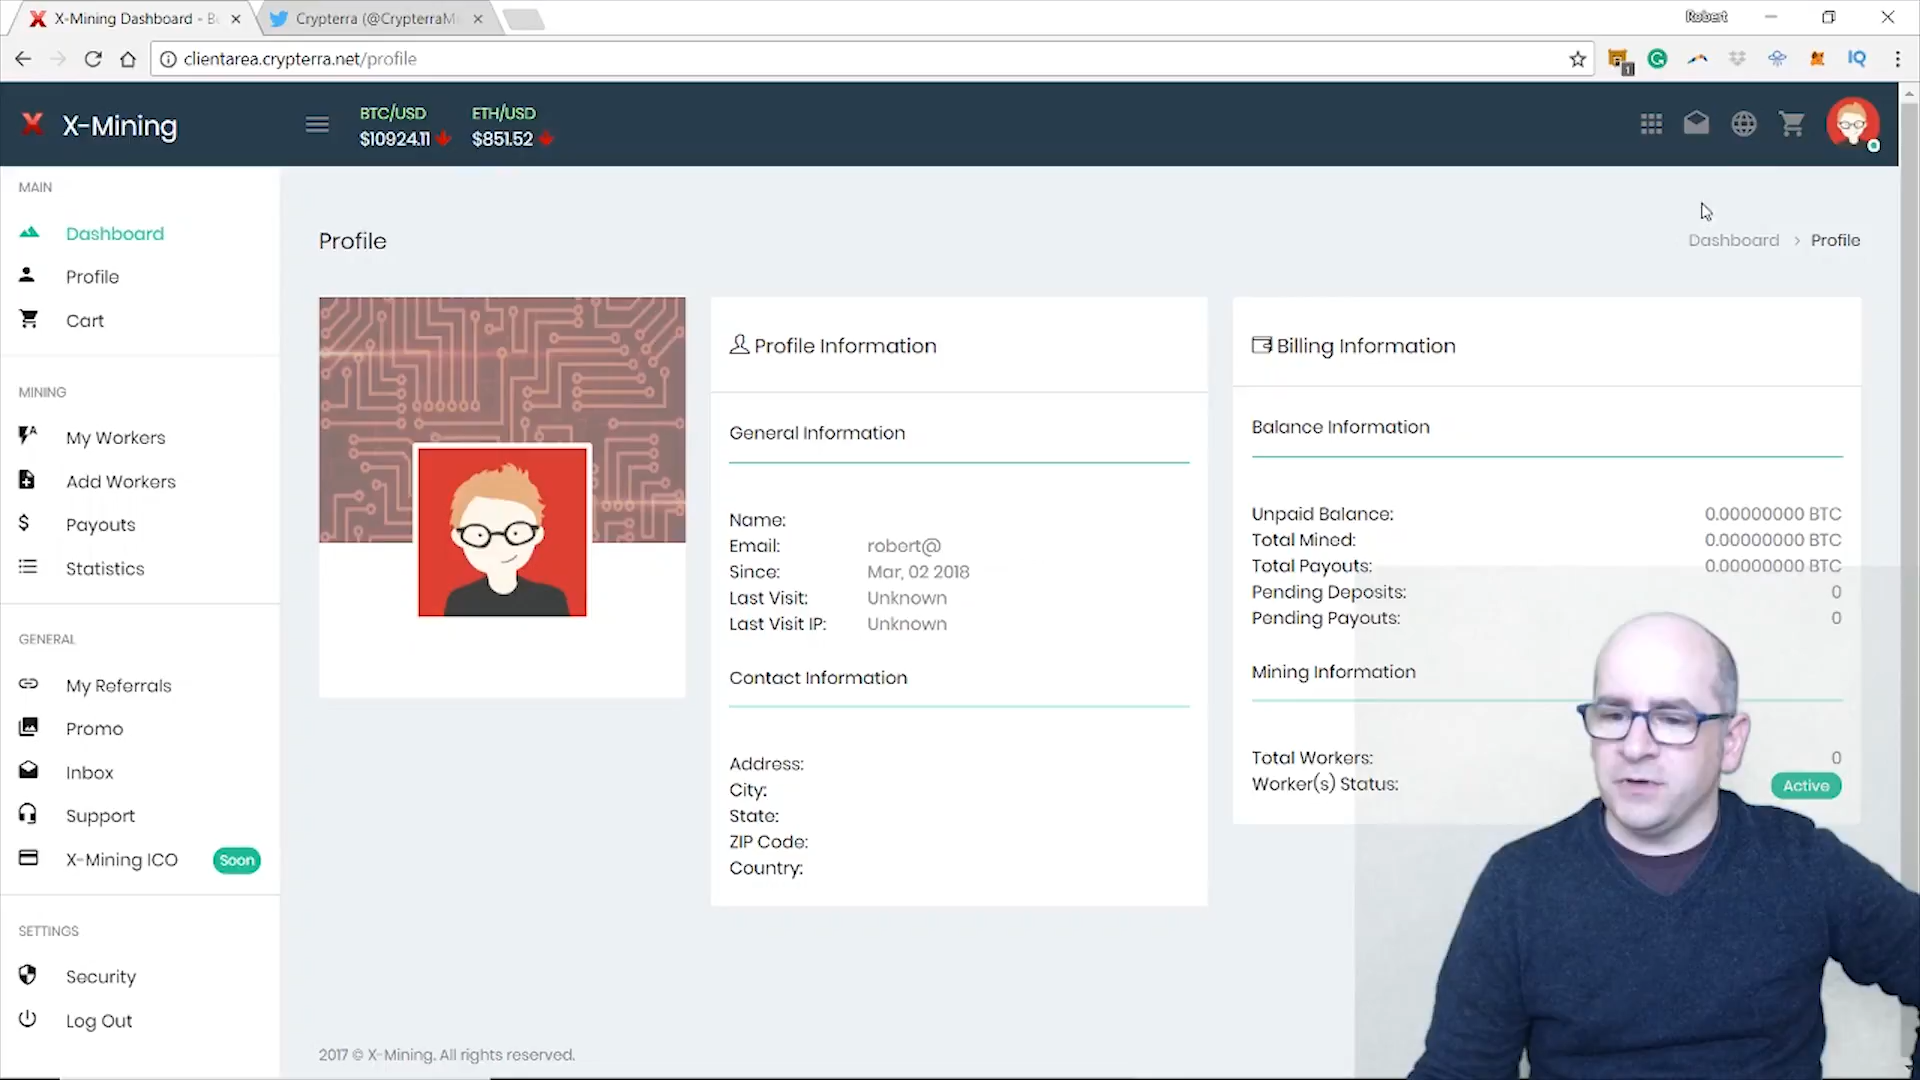 X-Mining Dashboard - Be
Crypterra (@CrypterraM
Robert
clientarea.crypterra.net/profile
1
IQ
X-Mining
BTC/USD
$10924.11
ETH/USD
$851.52
MAIN
Dashboard
Profile
Cart
MINING
My Workers
Add Workers
Payouts
Statistics
GENERAL
My Referrals
Promo
Inbox
Support
X-Mining ICO Soon
SETTINGS
Security
Log Out
Profile
Dashboard > Profile
Profile Information
General Information
Name:
Email: robert@
Since: Mar, 02 2018
Last Visit: Unknown
Last Visit IP: Unknown
Contact Information
Address:
City:
State:
ZIP Code:
Country:
Billing Information
Balance Information
Unpaid Balance: 0.00000000 BTC
Total Mined: 0.00000000 BTC
Total Payouts: 0.00000000 BTC
Pending Deposits: 0
Pending Payouts: 0
Mining Information
Total Workers: 0
Worker(s) Status: Active
2017 © X-Mining. All rights reserved.